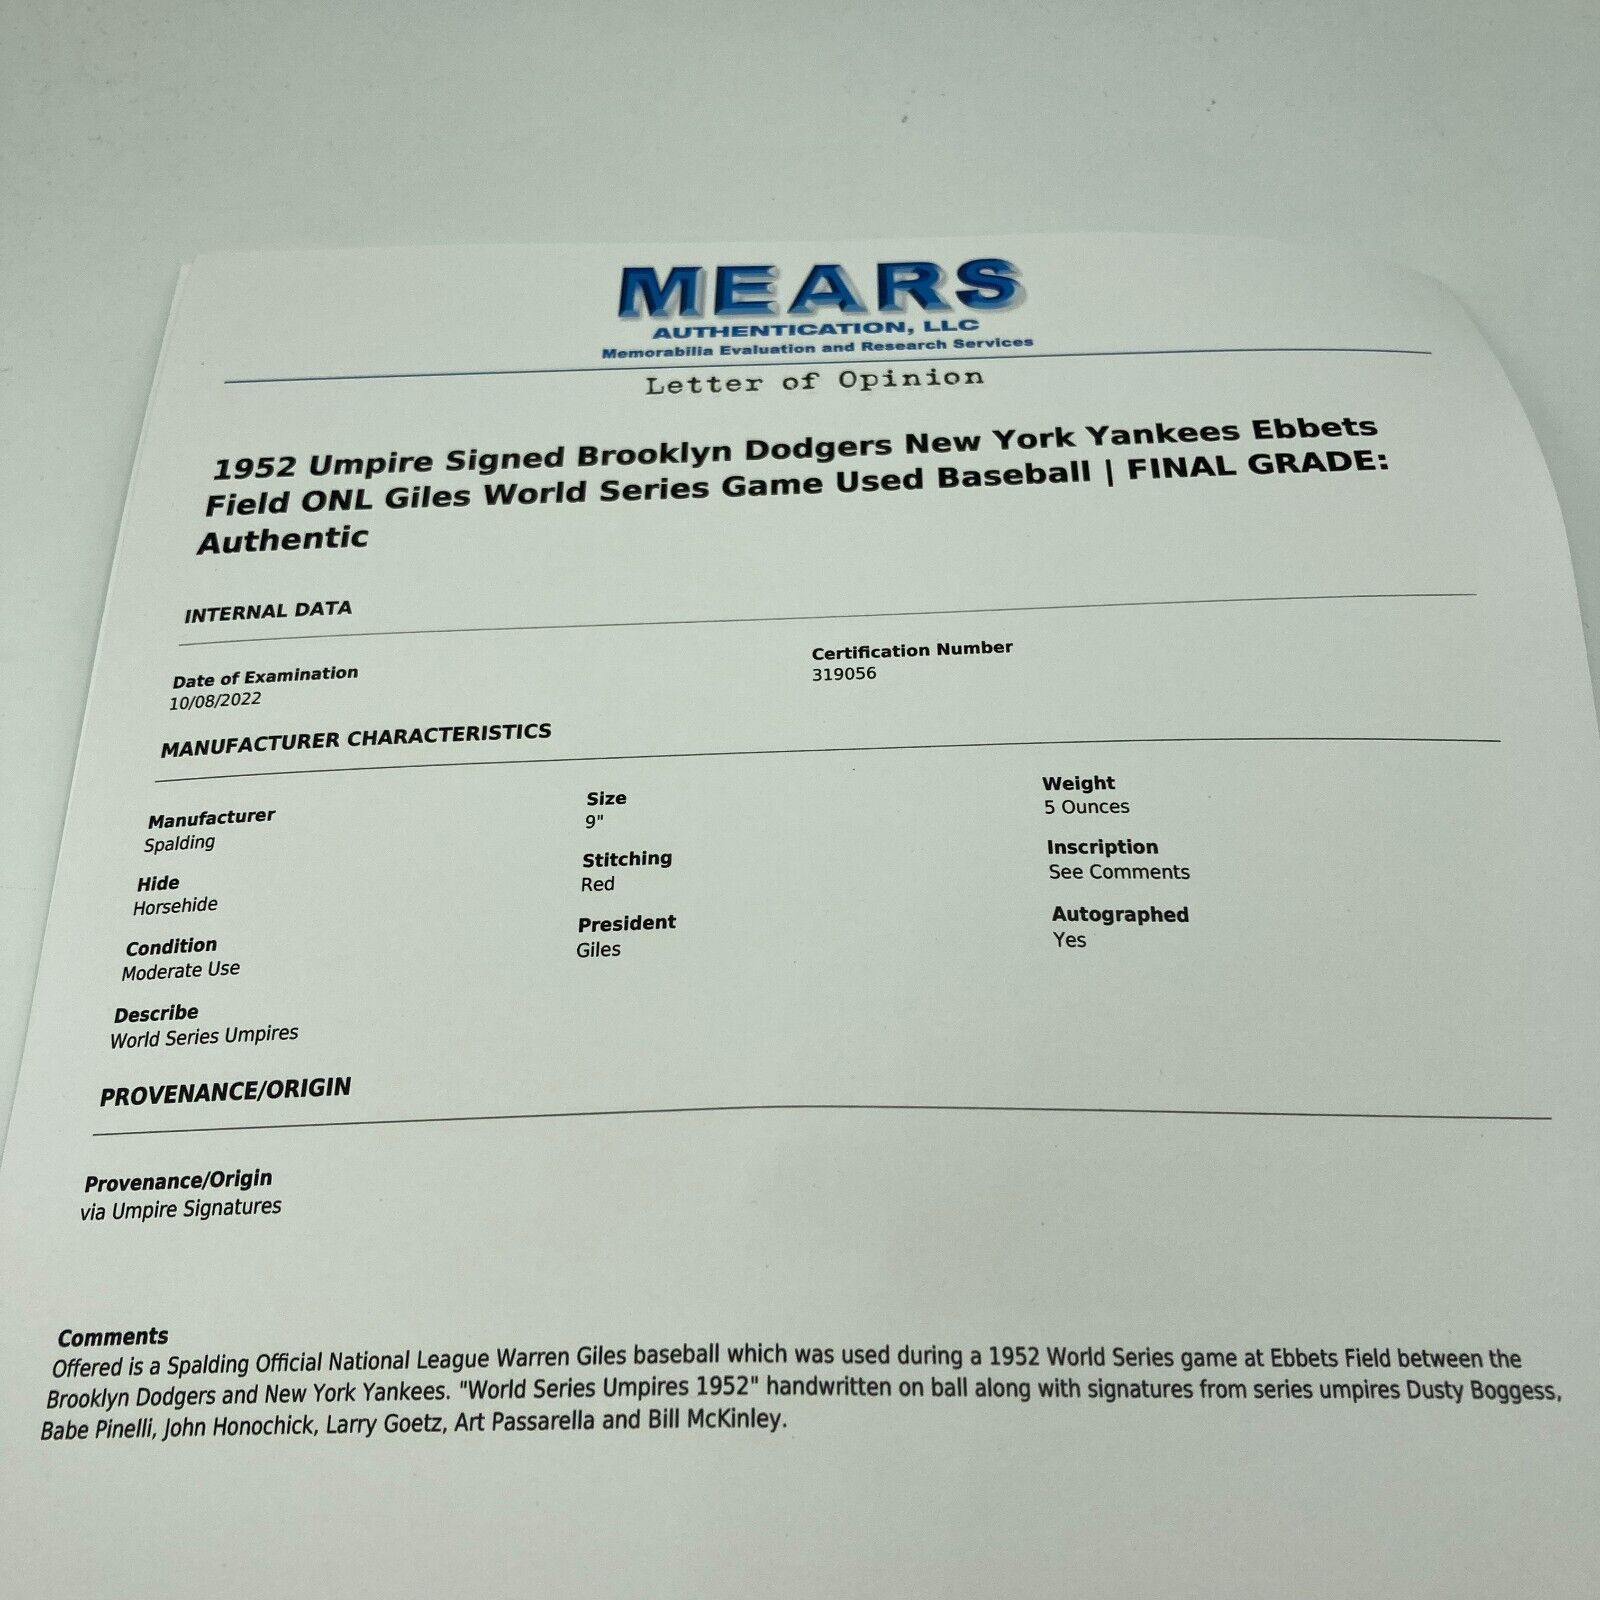 MEARS
AUTHENTICATION, LLC
Memorabilia Evaluation and Research Services
Letter of Opinion
1952 Umpire Signed Brooklyn Dodgers New York Yankees Ebbets
Field ONL Giles World Series Game Used Baseball | FINAL GRADE:
Authentic
INTERNAL DATA
Date of Examination
10/08/2022
Certification Number
319056
MANUFACTURER CHARACTERISTICS
Manufacturer
Spalding
Size
9"
Weight
5 Ounces
Hide
Horsehide
Stitching
Red
Inscription
See Comments
Condition
Moderate Use
President
Giles
Autographed
Yes
Describe
World Series Umpires
PROVENANCE/ORIGIN
Provenance/Origin
via Umpire Signatures
Comments
Offered is a Spalding Official National League Warren Giles baseball which was used during a 1952 World Series game at Ebbets Field between the
Brooklyn Dodgers and New York Yankees. "World Series Umpires 1952" handwritten on ball along with signatures from series umpires Dusty Boggess,
Babe Pinelli, John Honochick, Larry Goetz, Art Passarella and Bill McKinley.